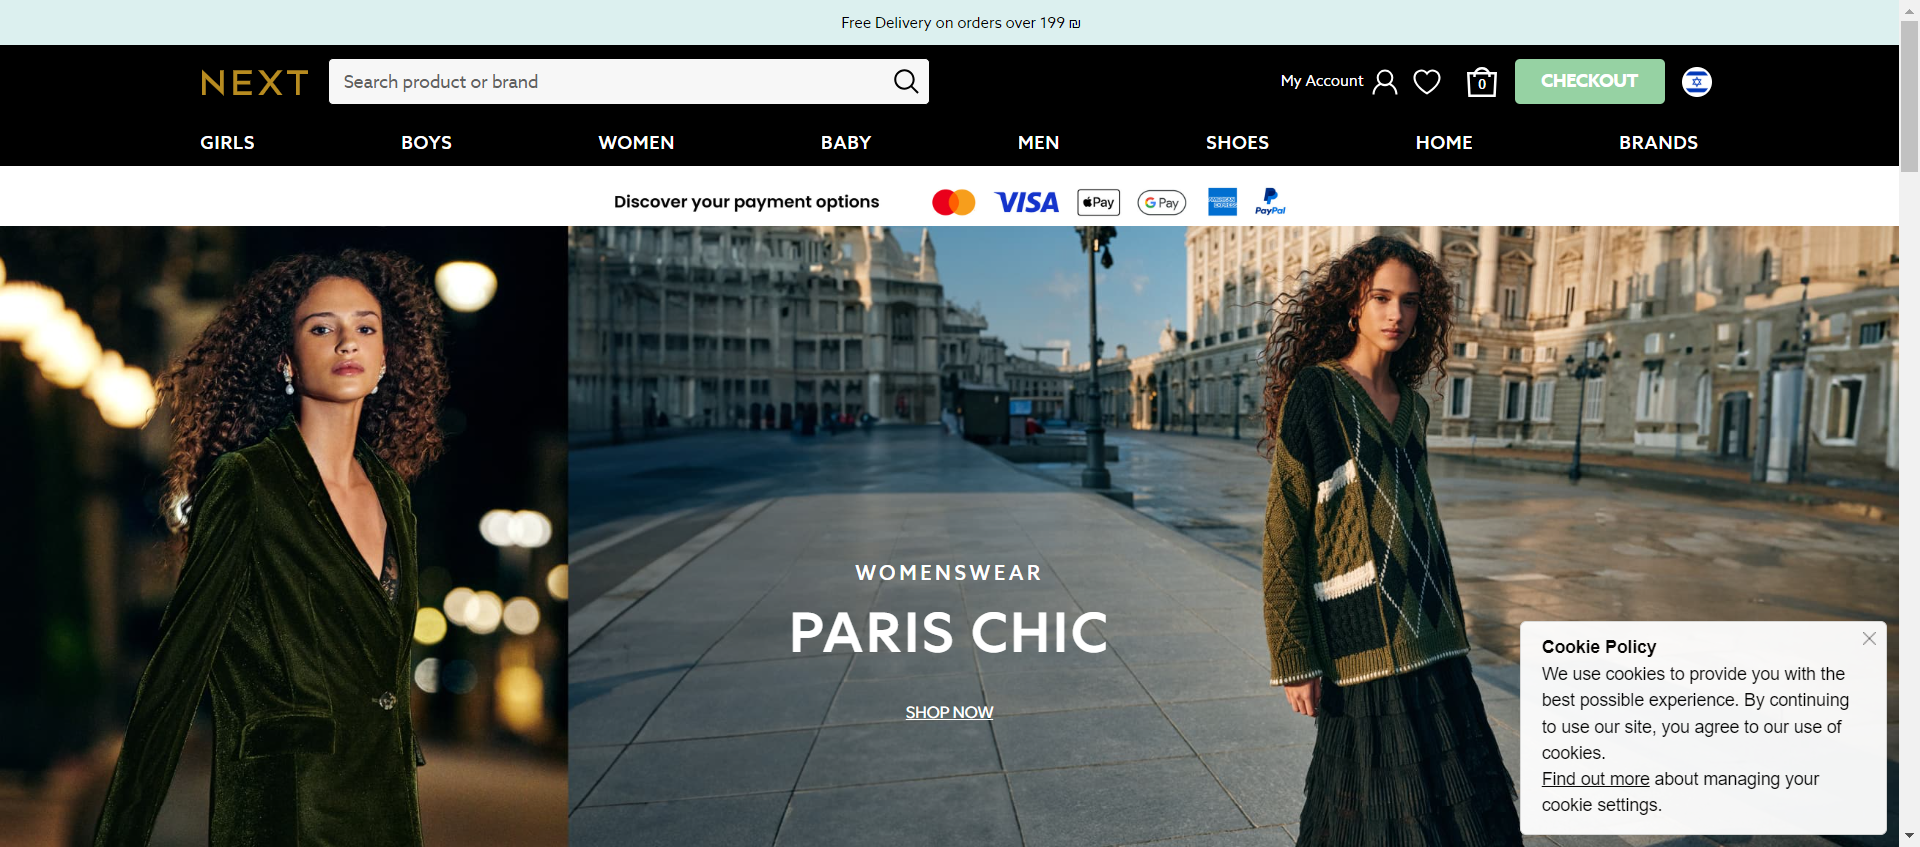 Free Delivery on orders over 199 ₪
NEXT
Search product or brand
My Account
0
CHECKOUT
GIRLS
BOYS
WOMEN
BABY
MEN
SHOES
HOME
BRANDS
Discover your payment options
VISA
Pay
G Pay
AMERICAN EXPRESS
PayPal
WOMENSWEAR
PARIS CHIC
SHOP NOW
Cookie Policy
We use cookies to provide you with the
best possible experience. By continuing
to use our site, you agree to our use of
cookies.
Find out more about managing your
cookie settings.